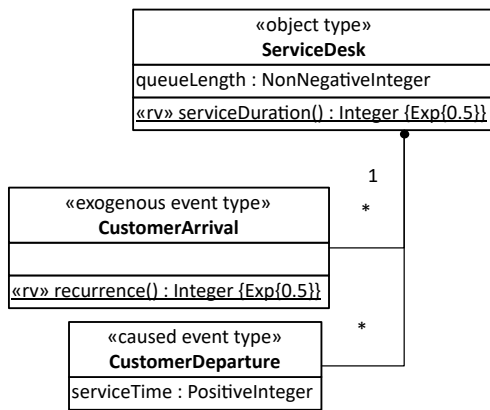 «object type»
ServiceDesk
queueLength : NonNegativeInteger
«rv» serviceDuration() : Integer {Exp{0.5}}
1
*
«exogenous event type»
CustomerArrival
«rv» recurrence() : Integer {Exp{0.5}}
*
«caused event type»
CustomerDeparture
serviceTime : PositiveInteger